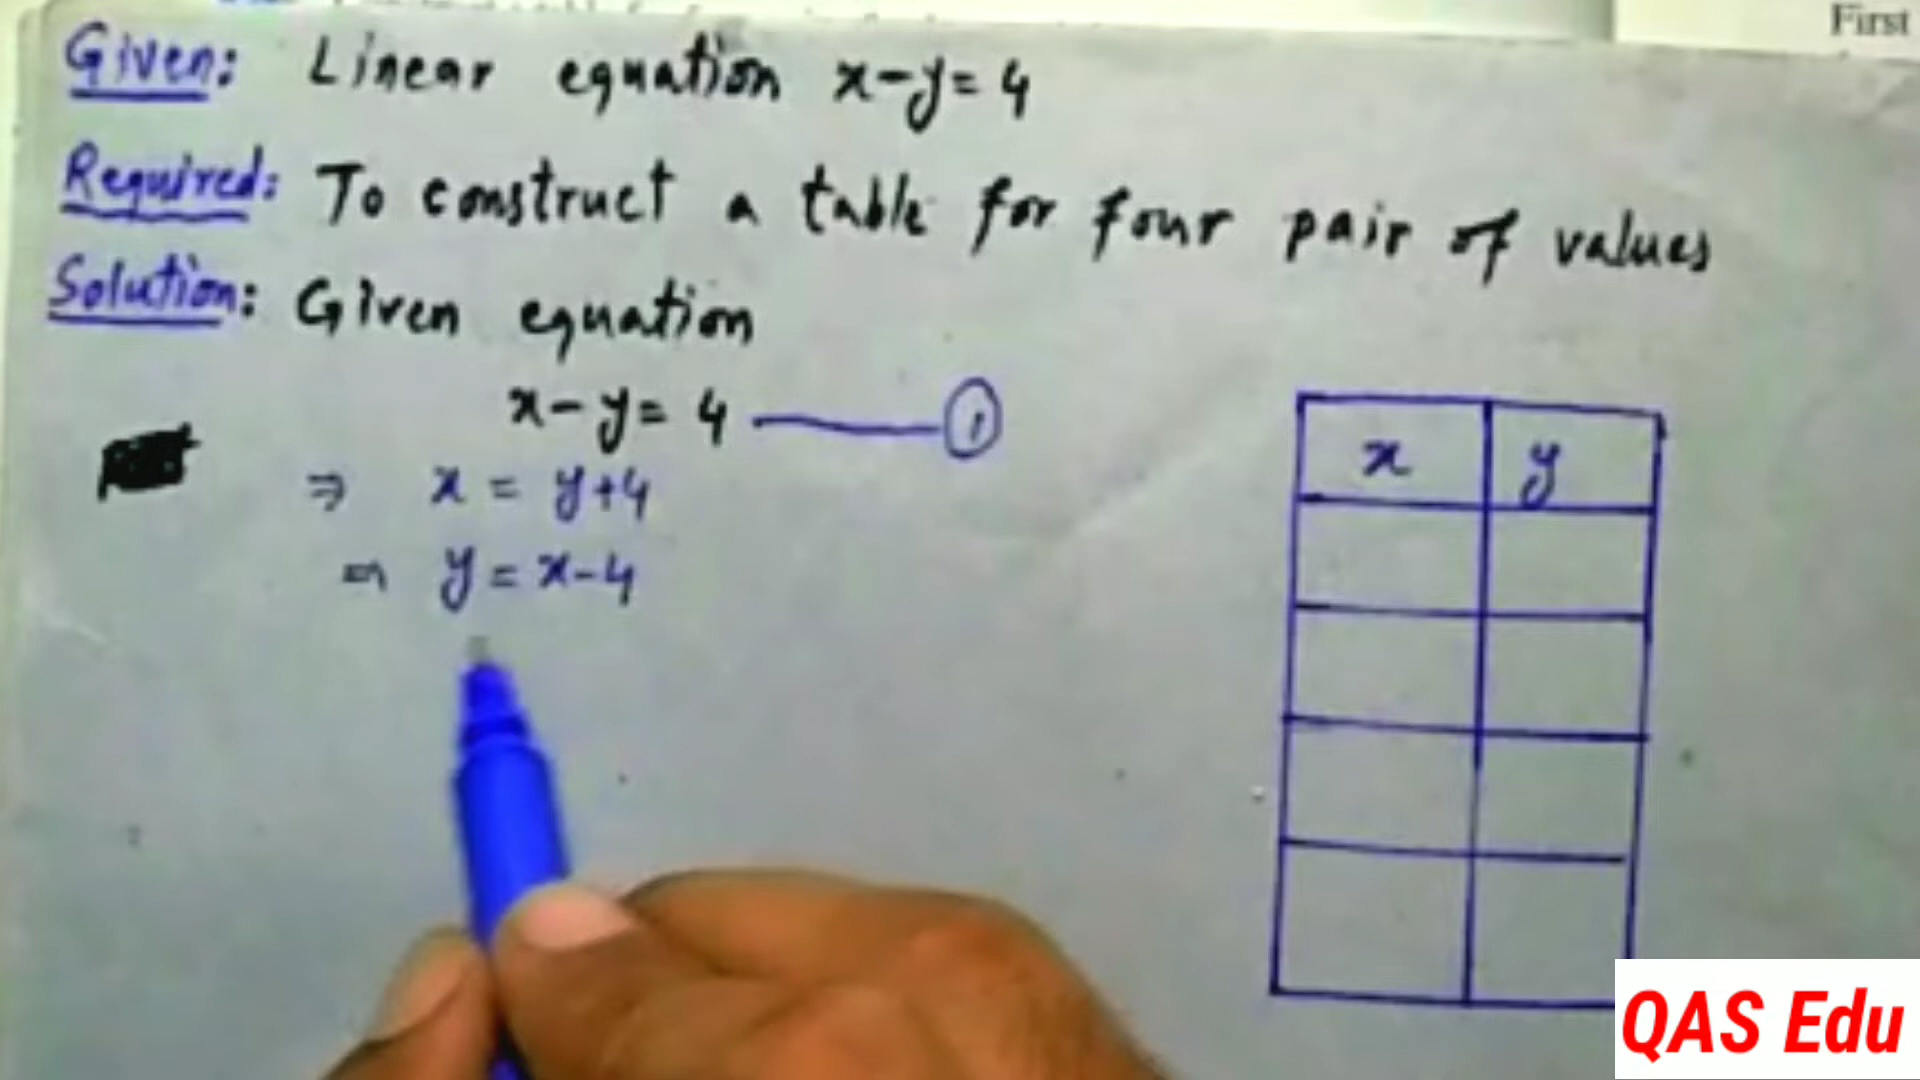 First
Given: Linear equation x-y=4
Required: To construct a table for four pair of values
Solution: Given equation
x-y=4 ——— ①
⇒ x = y+4
⇒ y = x-4
x y
QAS Edu